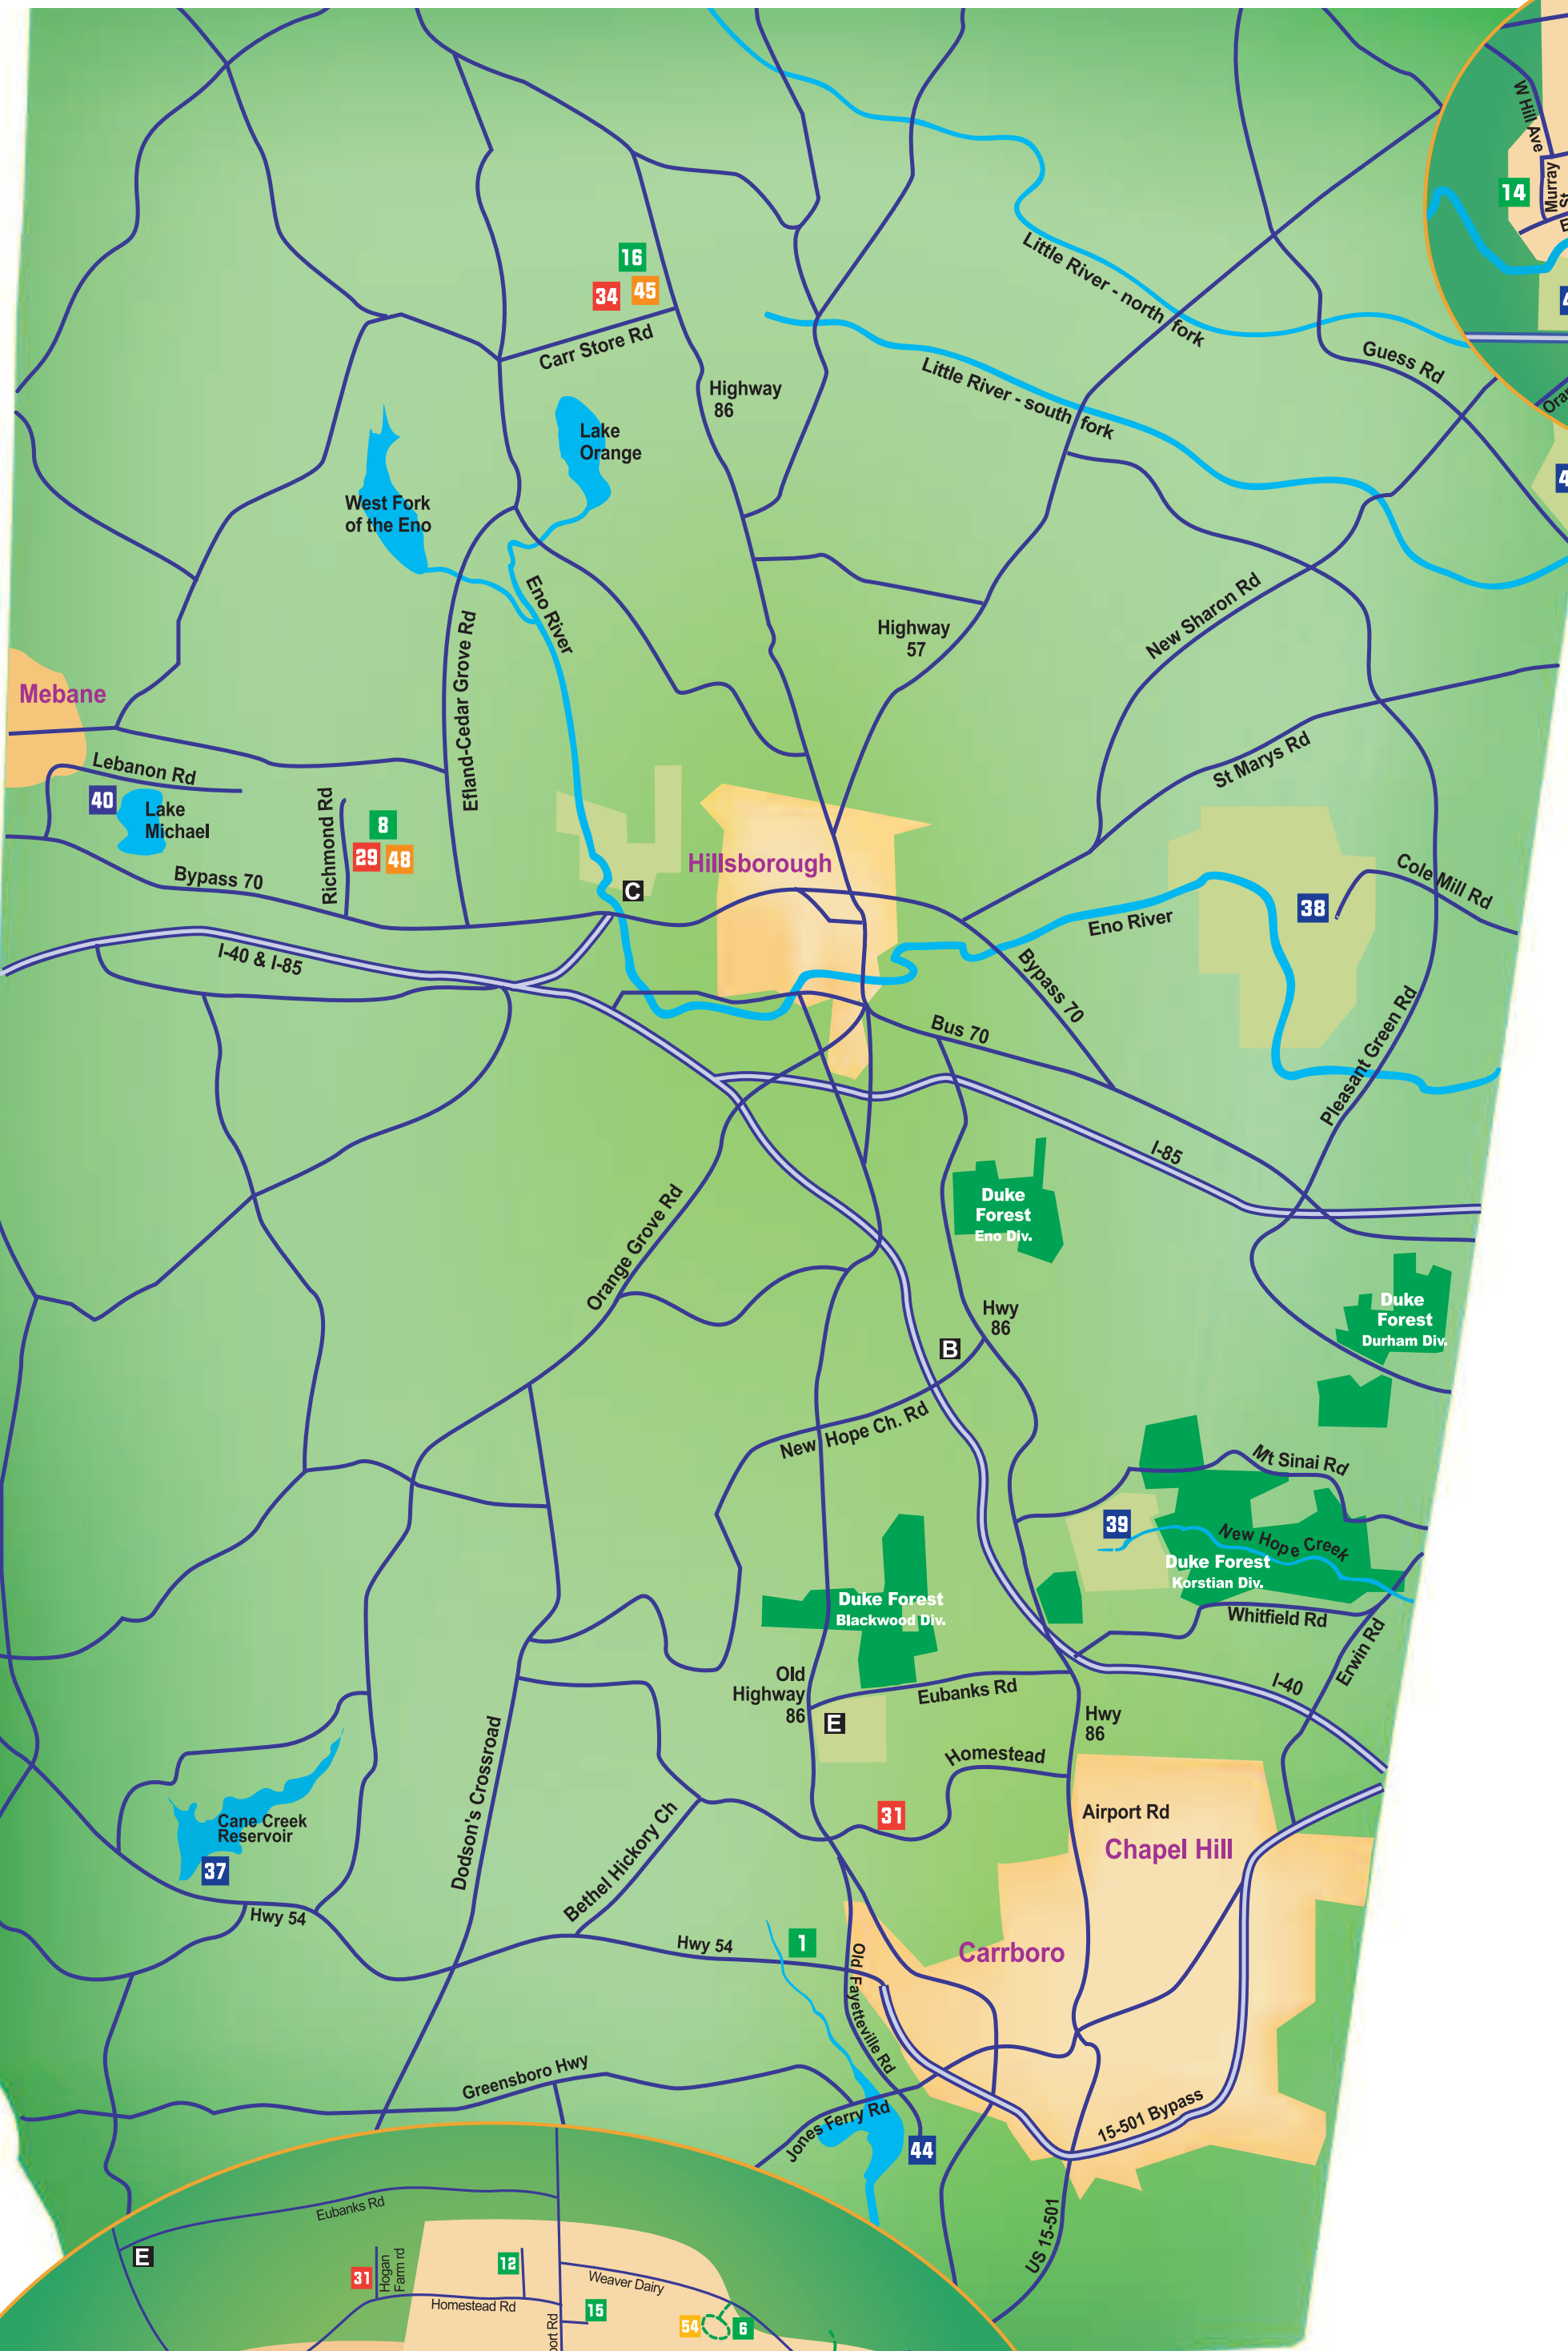 W Hill Ave
Murray St
14
16
34
45
Carr Store Rd
Little River - north fork
Guess Rd
Highway
86
Little River - south fork
Lake
Orange
West Fork
of the Eno
Eno River
Highway
57
New Sharon Rd
Efland-Cedar Grove Rd
Mebane
Lebanon Rd
St Marys Rd
40
Lake
Michael
Richmond Rd
8
29
48
Bypass 70
Hillsborough
C
Cole Mill Rd
38
Eno River
I-40 & I-85
Bypass 70
Bus 70
Pleasant Green Rd
I-85
Duke
Forest
Eno Div.
Orange Grove Rd
Hwy
86
Duke
Forest
Durham Div.
B
New Hope Ch. Rd
Mt Sinai Rd
39
New Hope Creek
Duke Forest
Korstian Div.
Duke Forest
Blackwood Div.
Whitfield Rd
Erwin Rd
Old
Highway
86
Eubanks Rd
I-40
E
Hwy
86
Homestead
Dodson's Crossroad
31
Airport Rd
Cane Creek
Reservoir
Chapel Hill
37
Bethel Hickory Ch
Hwy 54
Hwy 54
1
Carrboro
Old Fayetteville Rd
Greensboro Hwy
Jones Ferry Rd
15-501 Bypass
44
US 15-501
Eubanks Rd
E
31
Hogan
Farm rd
12
Weaver Dairy
Homestead Rd
15
54
6